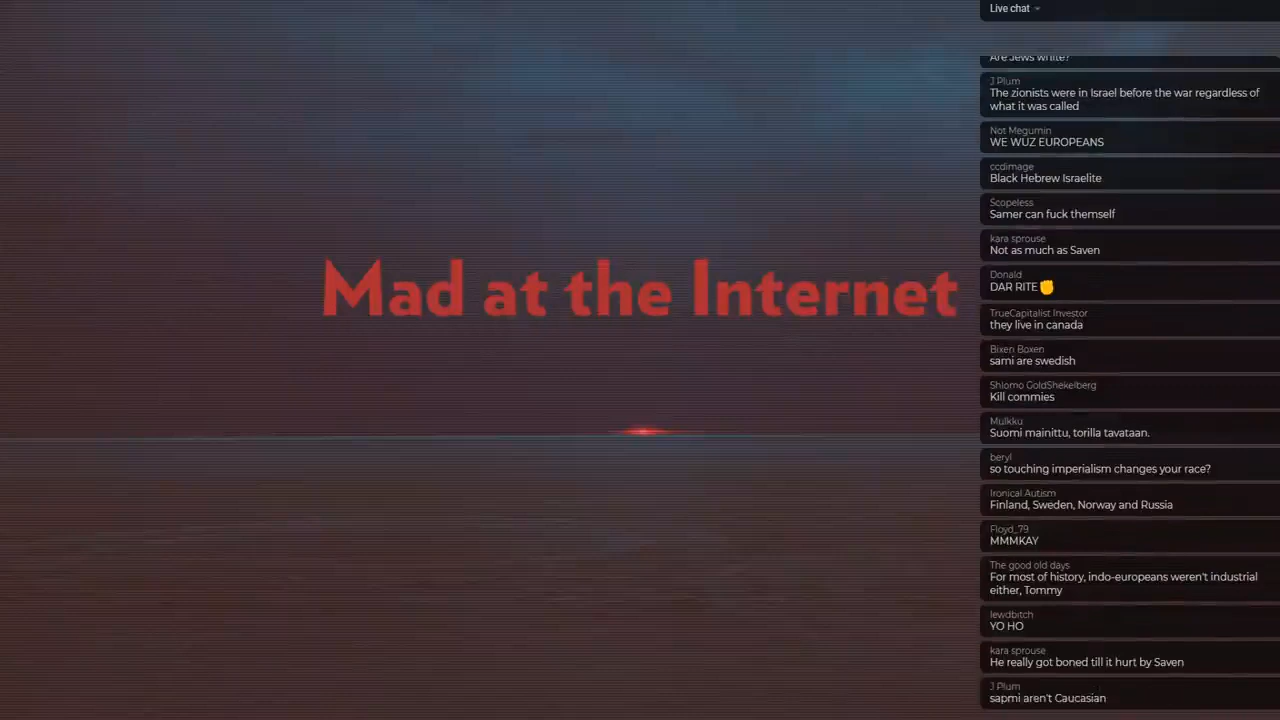 Live chat
Are Jews white?
J Plum
The zionists were in Israel before the war regardless of
what it was called
Not Megumin
WE WUZ EUROPEANS
ccdimage
Black Hebrew Israelite
Scopeless
Samer can fuck themself
kara sprouse
Not as much as Saven
Donald
DAR RITE✊
TrueCapitalist Investor
they live in canada
Bixen Boxen
sami are swedish
Shlomo GoldShekelberg
Kill commies
Mulkku
Suomi mainittu, torilla tavataan.
beryl
so touching imperialism changes your race?
Ironical Autism
Finland, Sweden, Norway and Russia
Floyd_79
MMMKAY
The good old days
For most of history, indo-europeans weren't industrial
either, Tommy
lewdbitch
YO HO
kara sprouse
He really got boned till it hurt by Saven
J Plum
sapmi aren't Caucasian
Mad at the Internet